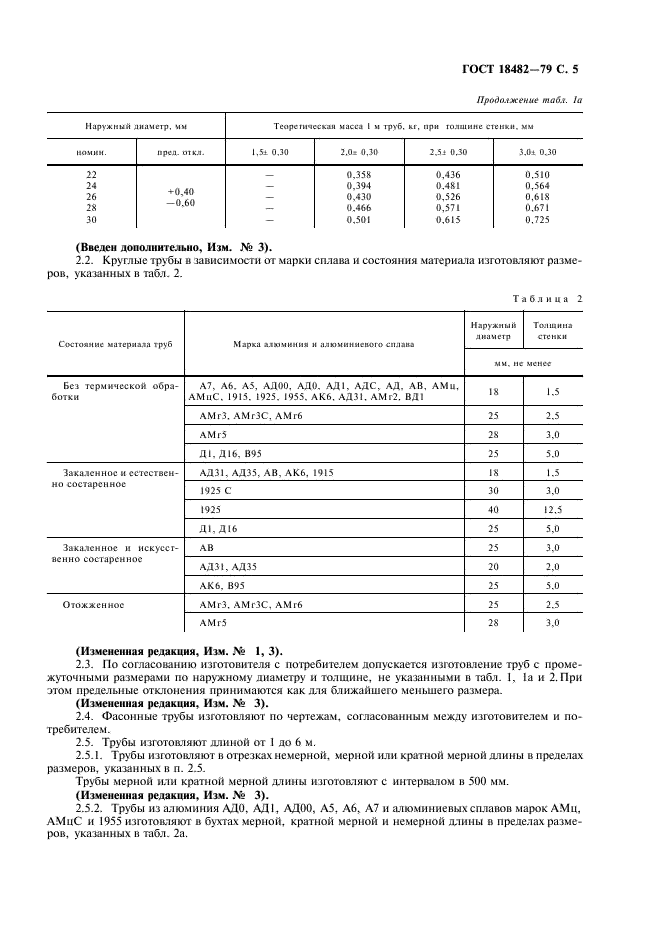 ГОСТ 18482—79 С. 5
Продолжение табл. 1а
Наружный диаметр, мм
Теоретическая масса 1 м труб, кг, при толщине стенки, мм
номин. пред. откл. 1,5± 0,30 2,0± 0,30 2,5± 0,30 3,0± 0,30
22 — 0,358 0,436 0,510
24 — 0,394 0,481 0,564
+0,40
26 — 0,430 0,526 0,618
—0,60
28 — 0,466 0,571 0,671
30 — 0,501 0,615 0,725
(Введен дополнительно, Изм. № 3).
2.2. Круглые трубы в зависимости от марки сплава и состояния материала изготовляют разме-
ров, указанных в табл. 2.
Таблица 2
Состояние материала труб
Марка алюминия и алюминиевого сплава
Наружный
диаметр
Толщина
стенки
мм, не менее
Без термической обра-
ботки
А7, А6, А5, АД00, АД0, АД1, АДС, АД, АВ, АМц,
АМцС, 1915, 1925, 1955, АК6, АД31, АМг2, ВД1
18 1,5
АМг3, АМг3С, АМг6 25 2,5
АМг5 28 3,0
Д1, Д16, В95 25 5,0
Закаленное и естествен-
но состаренное
АД31, АД35, АВ, АК6, 1915 18 1,5
1925 С 30 3,0
1925 40 12,5
Д1, Д16 25 5,0
Закаленное и искусст-
венно состаренное
АВ 25 3,0
АД31, АД35 20 2,0
АК6, В95 25 5,0
Отожженное АМг3, АМг3С, АМг6 25 2,5
АМг5 28 3,0
(Измененная редакция, Изм. № 1, 3).
2.3. По согласованию изготовителя с потребителем допускается изготовление труб с проме-
жуточными размерами по наружному диаметру и толщине, не указанными в табл. 1, 1а и 2. При
этом предельные отклонения принимаются как для ближайшего меньшего размера.
(Измененная редакция, Изм. № 3).
2.4. Фасонные трубы изготовляют по чертежам, согласованным между изготовителем и по-
требителем.
2.5. Трубы изготовляют длиной от 1 до 6 м.
2.5.1. Трубы изготовляют в отрезках немерной, мерной или кратной мерной длины в пределах
размеров, указанных в п. 2.5.
Трубы мерной или кратной мерной длины изготовляют с интервалом в 500 мм.
(Измененная редакция, Изм. № 3).
2.5.2. Трубы из алюминия АД0, АД1, АД00, А5, А6, А7 и алюминиевых сплавов марок АМц,
АМцС и 1955 изготовляют в бухтах мерной, кратной мерной и немерной длины в пределах разме-
ров, указанных в табл. 2а.